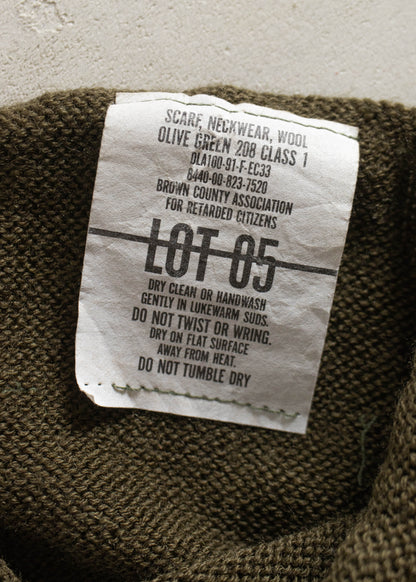 SCARF, NECKWEAR, WOOL
OLIVE GREEN 208 CLASS 1
DLA100-91-F-EC33
8440-00-823-7520
BROWN COUNTY ASSOCIATION
FOR RETARDED CITIZENS
LOT 05
DRY CLEAN OR HANDWASH
GENTLY IN LUKEWARM SUDS.
DO NOT TWIST OR WRING.
DRY ON FLAT SURFACE
AWAY FROM HEAT.
DO NOT TUMBLE DRY